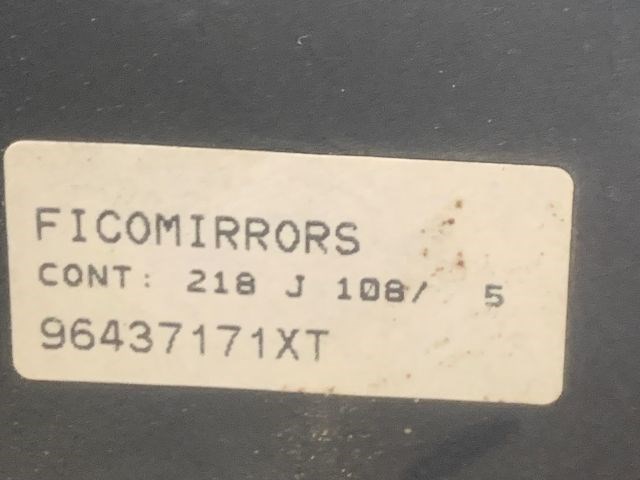 FICOMIRRORS
CONT: 218 J 108/ 5
96437171XT